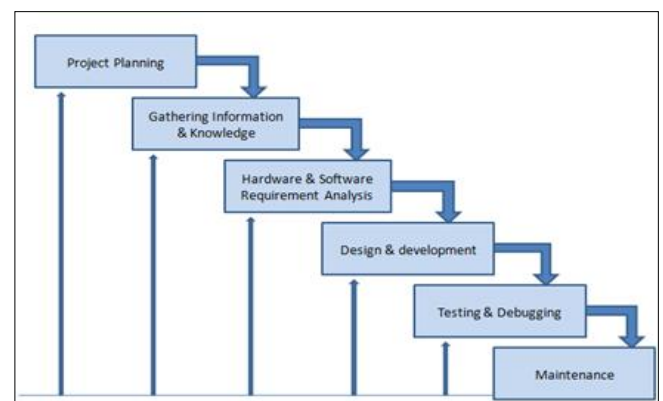 Project Planning
Gathering Information
& Knowledge
Hardware & Software
Requirement Analysis
Design & development
Testing & Debugging
Maintenance